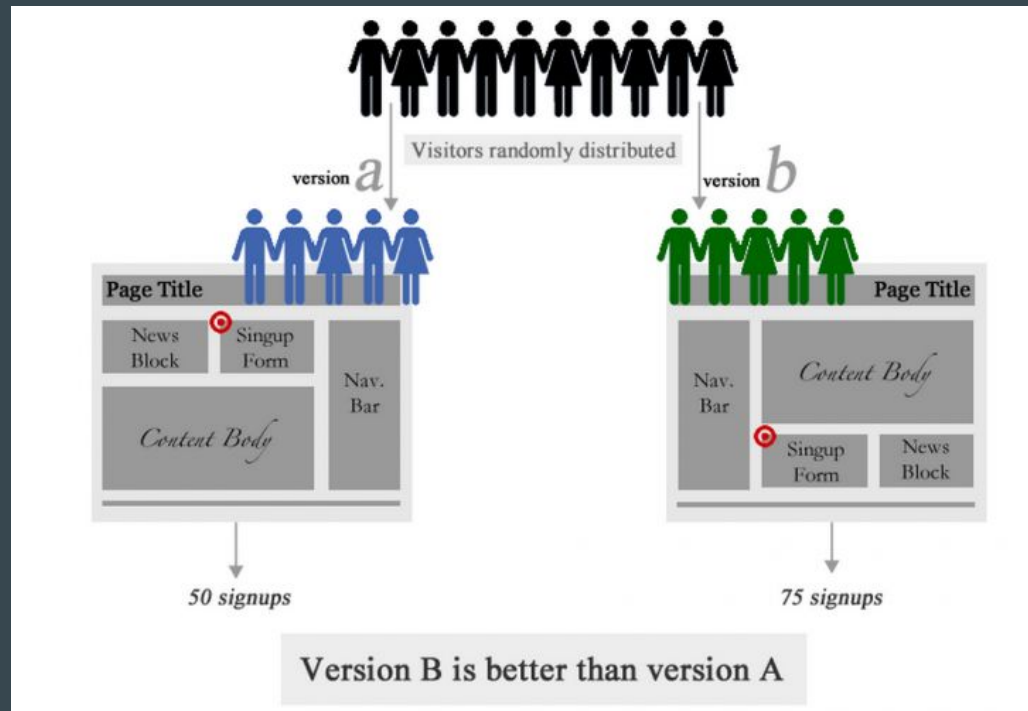 Visitors randomly distributed
version a
version b
Page Title
News
Block
Singup
Form
Nav.
Bar
Content Body
Page Title
Nav.
Bar
Content Body
Singup
Form
News
Block
50 signups
75 signups
Version B is better than version A